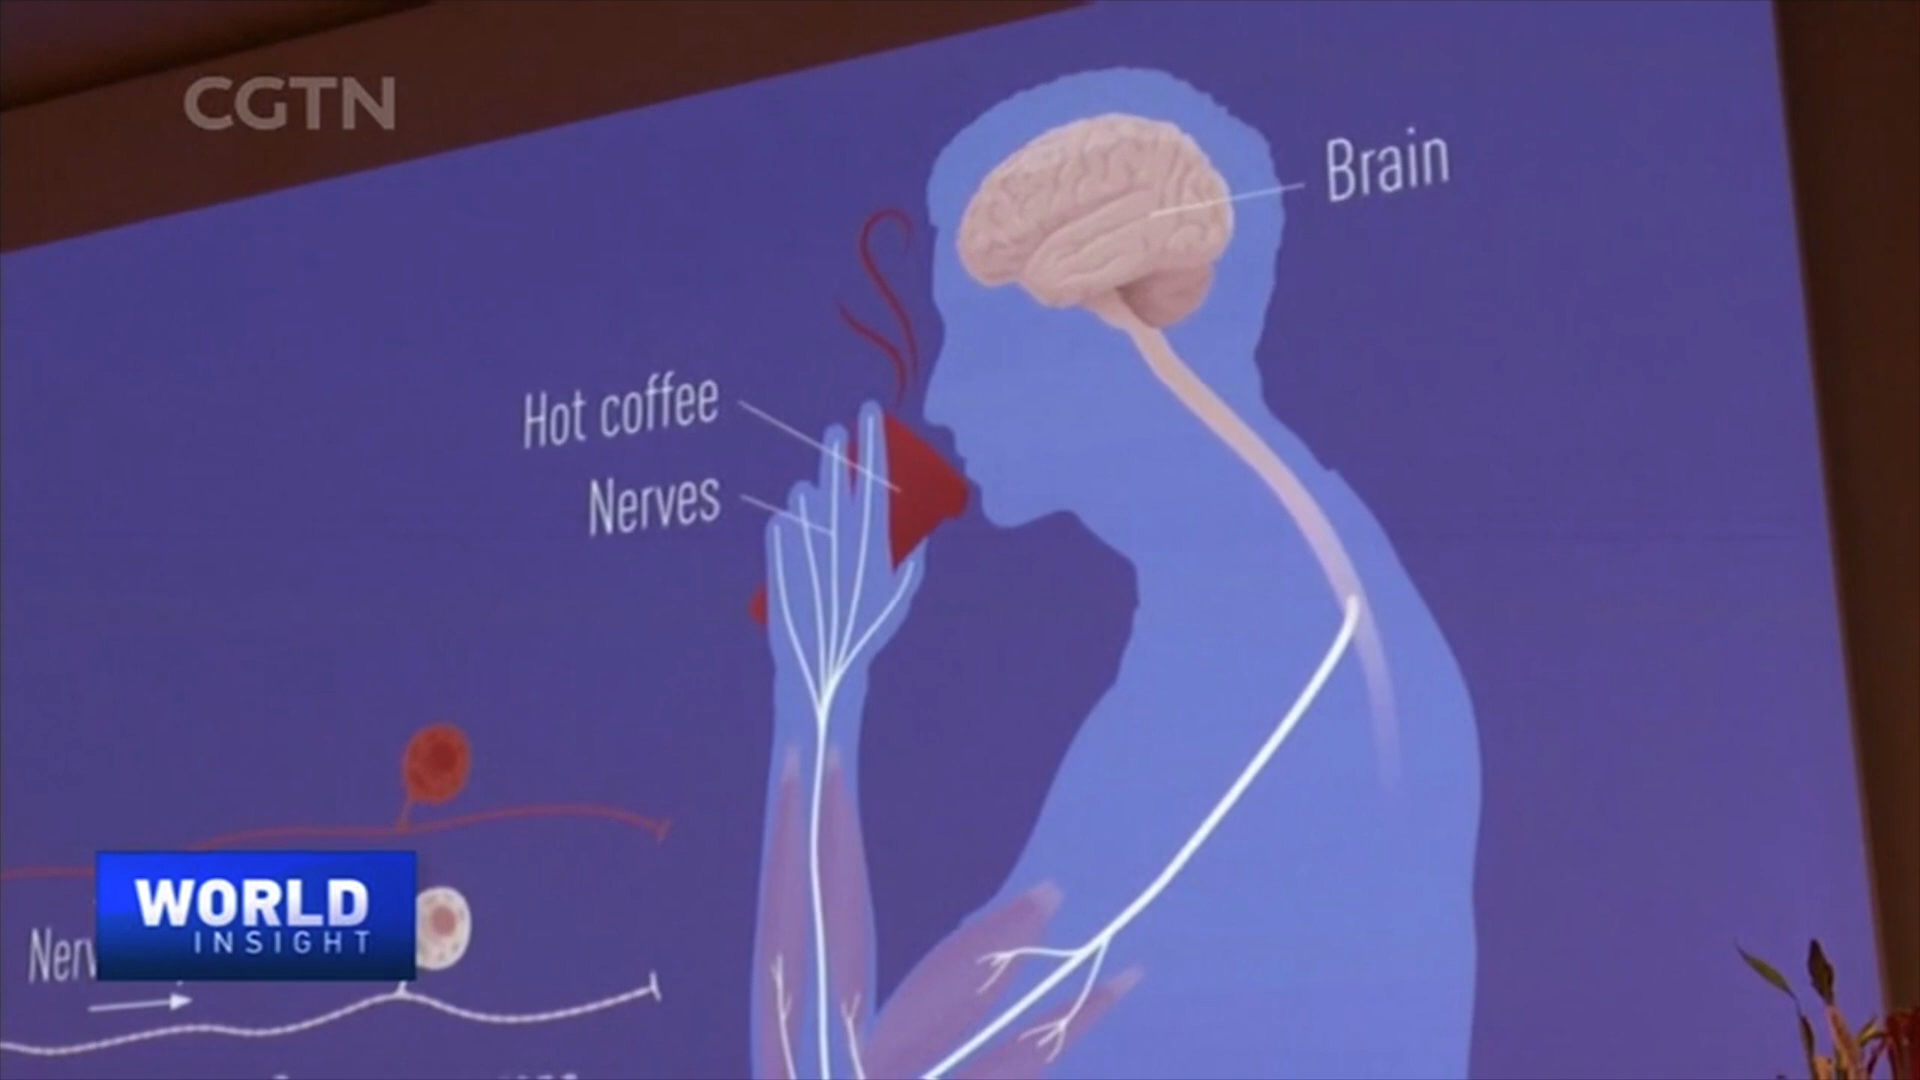 CGTN
Brain
Hot coffee
Nerves
WORLD
INSIGHT